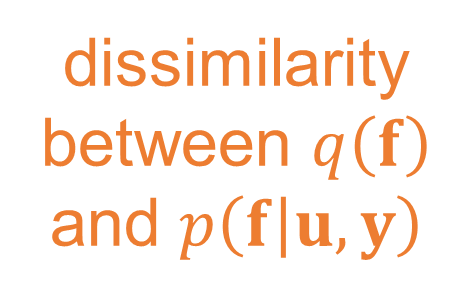 dissimilarity
between q(f)
and p(f|u, y)